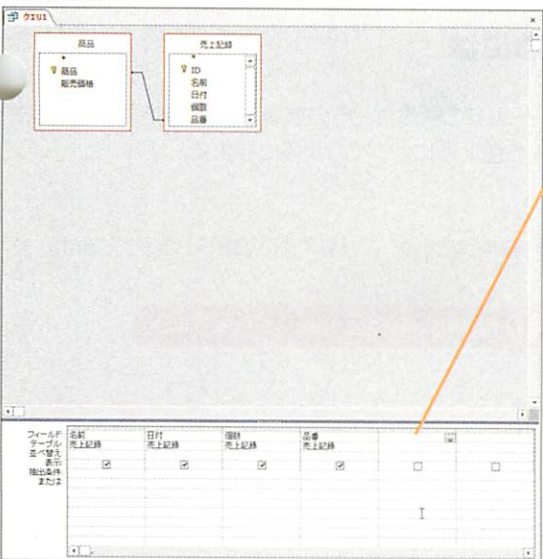 クエリ1
商品
*
商品
販売価格
売上記録
*
ID
名前
日付
個数
品番
フィールド: 名前 日付 個数 品番
テーブル: 売上記録 売上記録 売上記録 売上記録
並べ替え:
表示:
抽出条件:
または: